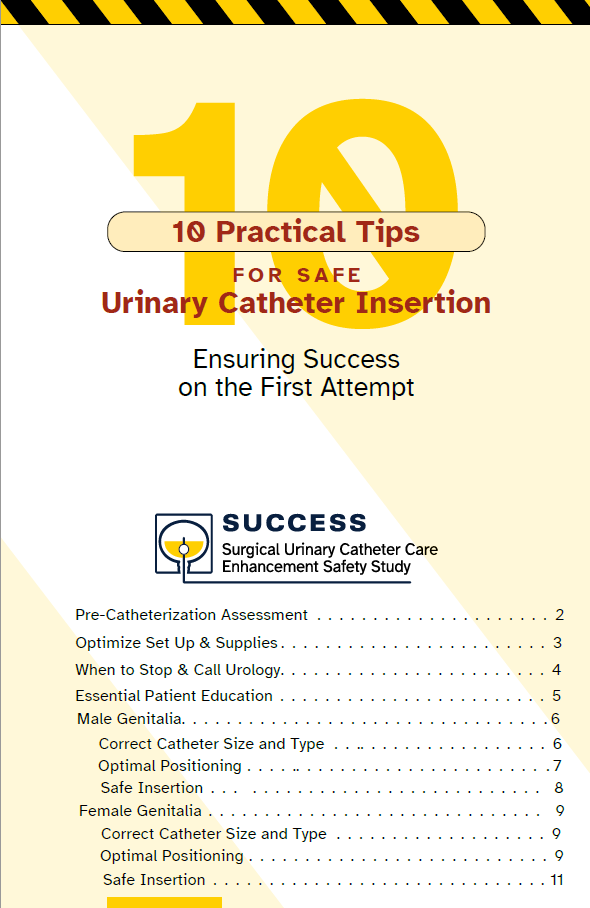 10
10 Practical Tips
FOR SAFE
Urinary Catheter Insertion
Ensuring Success
on the First Attempt
SUCCESS
Surgical Urinary Catheter Care
Enhancement Safety Study
Pre-Catheterization Assessment . . . . . . . . . . . . . . . . . . . . . . 2
Optimize Set Up & Supplies . . . . . . . . . . . . . . . . . . . . . . . . . 3
When to Stop & Call Urology. . . . . . . . . . . . . . . . . . . . . . . . . 4
Essential Patient Education . . . . . . . . . . . . . . . . . . . . . . . . . 5
Male Genitalia. . . . . . . . . . . . . . . . . . . . . . . . . . . . . . . . . . 6
Correct Catheter Size and Type . . .. . . . . . . . . . . . . . . . . . 6
Optimal Positioning . . . . .. . . . . . . . . . . . . . . . . . . . . . . . .7
Safe Insertion . . . . . . . . . . . . . . . . . . . . . . . . . . . . . . 8
Female Genitalia . . . . . . . . . . . . . . . . . . . . . . . . . . . . . . . 9
Correct Catheter Size and Type . . . . . . . . . . . . . . . . . . . . 9
Optimal Positioning . . . . . . . . . . . . . . . . . . . . . . . . . . . . 9
Safe Insertion . . . . . . . . . . . . . . . . . . . . . . . . . . . . . . . 11